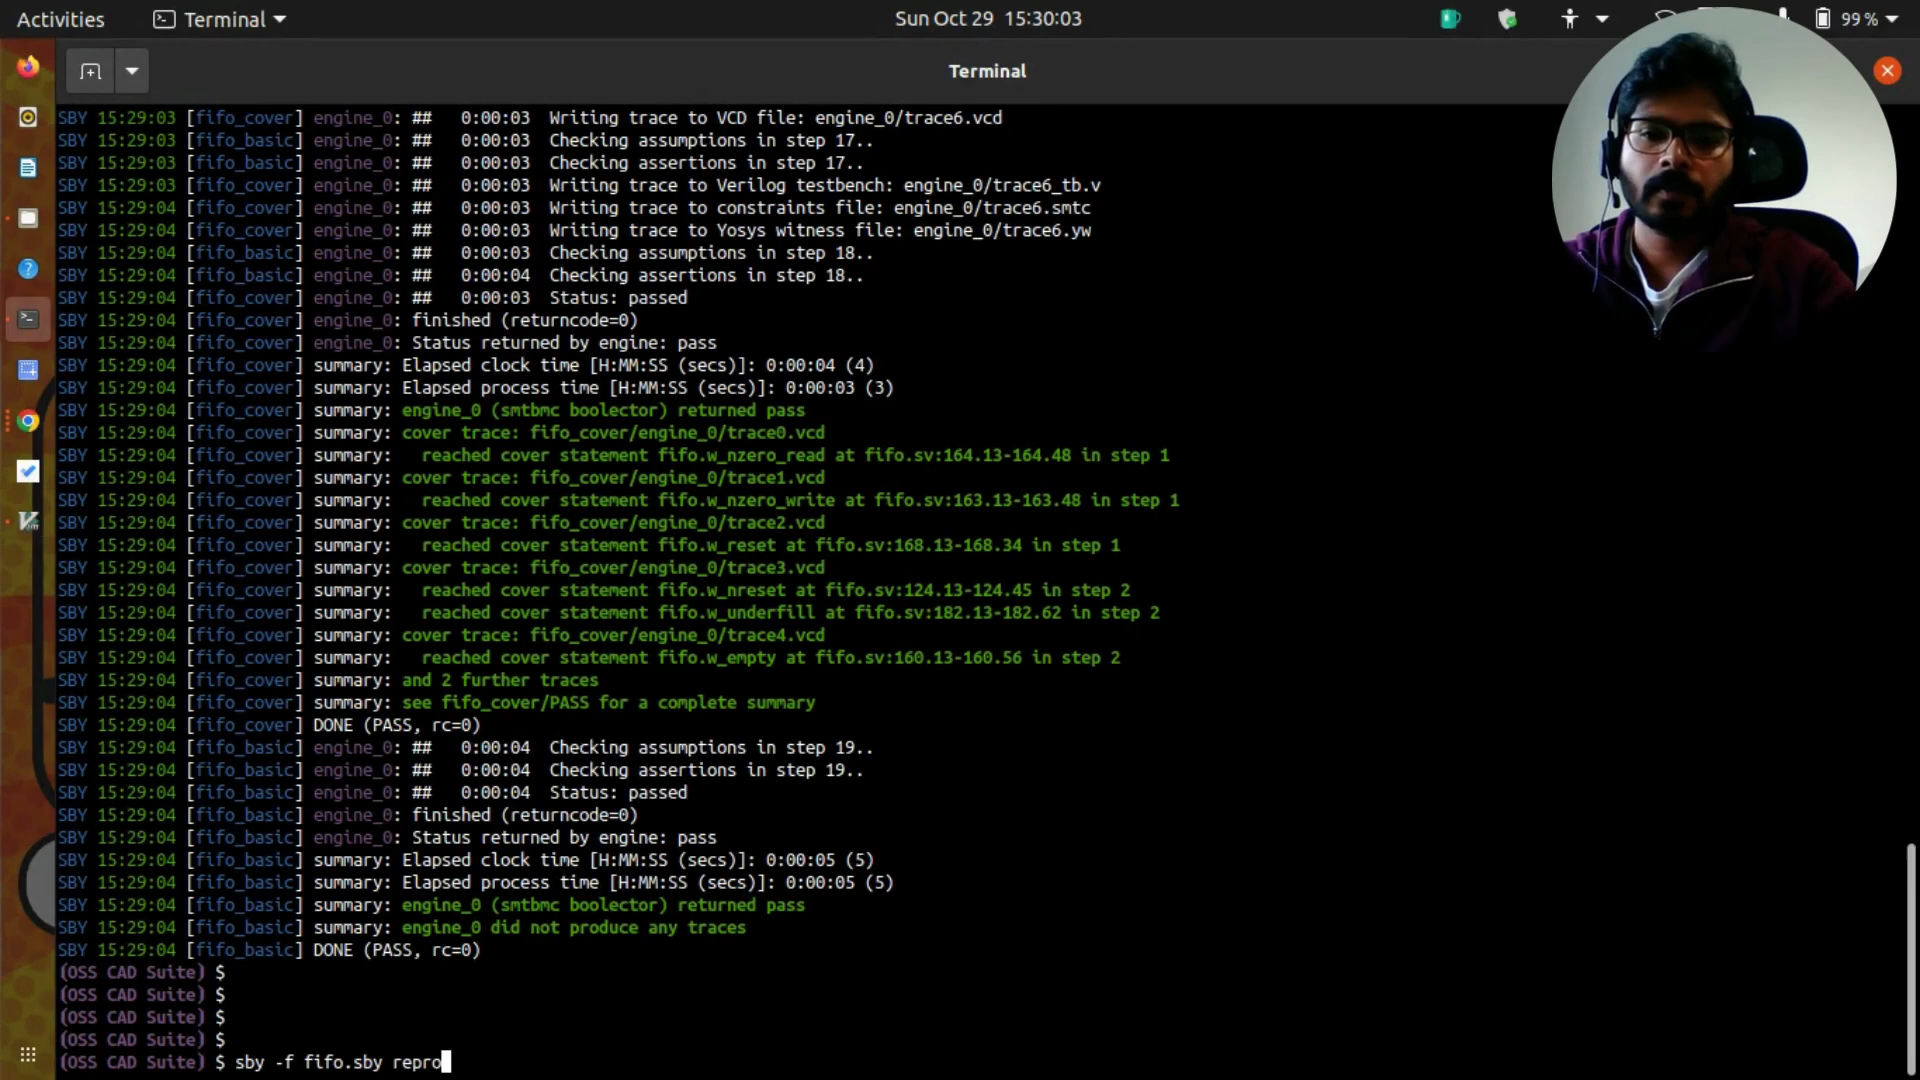 Activities
Terminal
Sun Oct 29 15:30:03
99 %
Terminal
SBY 15:29:03 [fifo_cover] engine_0: ## 0:00:03 Writing trace to VCD file: engine_0/trace6.vcd
SBY 15:29:03 [fifo_basic] engine_0: ## 0:00:03 Checking assumptions in step 17..
SBY 15:29:03 [fifo_basic] engine_0: ## 0:00:03 Checking assertions in step 17..
SBY 15:29:03 [fifo_cover] engine_0: ## 0:00:03 Writing trace to Verilog testbench: engine_0/trace6_tb.v
SBY 15:29:04 [fifo_cover] engine_0: ## 0:00:03 Writing trace to constraints file: engine_0/trace6.smtc
SBY 15:29:04 [fifo_cover] engine_0: ## 0:00:03 Writing trace to Yosys witness file: engine_0/trace6.yw
SBY 15:29:04 [fifo_basic] engine_0: ## 0:00:03 Checking assumptions in step 18..
SBY 15:29:04 [fifo_basic] engine_0: ## 0:00:04 Checking assertions in step 18..
SBY 15:29:04 [fifo_cover] engine_0: ## 0:00:03 Status: passed
SBY 15:29:04 [fifo_cover] engine_0: finished (returncode=0)
SBY 15:29:04 [fifo_cover] engine_0: Status returned by engine: pass
SBY 15:29:04 [fifo_cover] summary: Elapsed clock time [H:MM:SS (secs)]: 0:00:04 (4)
SBY 15:29:04 [fifo_cover] summary: Elapsed process time [H:MM:SS (secs)]: 0:00:03 (3)
SBY 15:29:04 [fifo_cover] summary: engine_0 (smtbmc boolector) returned pass
SBY 15:29:04 [fifo_cover] summary: cover trace: fifo_cover/engine_0/trace0.vcd
SBY 15:29:04 [fifo_cover] summary: reached cover statement fifo.w_nzero_read at fifo.sv:164.13-164.48 in step 1
SBY 15:29:04 [fifo_cover] summary: cover trace: fifo_cover/engine_0/trace1.vcd
SBY 15:29:04 [fifo_cover] summary: reached cover statement fifo.w_nzero_write at fifo.sv:163.13-163.48 in step 1
SBY 15:29:04 [fifo_cover] summary: cover trace: fifo_cover/engine_0/trace2.vcd
SBY 15:29:04 [fifo_cover] summary: reached cover statement fifo.w_reset at fifo.sv:168.13-168.34 in step 1
SBY 15:29:04 [fifo_cover] summary: cover trace: fifo_cover/engine_0/trace3.vcd
SBY 15:29:04 [fifo_cover] summary: reached cover statement fifo.w_nreset at fifo.sv:124.13-124.45 in step 2
SBY 15:29:04 [fifo_cover] summary: reached cover statement fifo.w_underfill at fifo.sv:182.13-182.62 in step 2
SBY 15:29:04 [fifo_cover] summary: cover trace: fifo_cover/engine_0/trace4.vcd
SBY 15:29:04 [fifo_cover] summary: reached cover statement fifo.w_empty at fifo.sv:160.13-160.56 in step 2
SBY 15:29:04 [fifo_cover] summary: and 2 further traces
SBY 15:29:04 [fifo_cover] summary: see fifo_cover/PASS for a complete summary
SBY 15:29:04 [fifo_cover] DONE (PASS, rc=0)
SBY 15:29:04 [fifo_basic] engine_0: ## 0:00:04 Checking assumptions in step 19..
SBY 15:29:04 [fifo_basic] engine_0: ## 0:00:04 Checking assertions in step 19..
SBY 15:29:04 [fifo_basic] engine_0: ## 0:00:04 Status: passed
SBY 15:29:04 [fifo_basic] engine_0: finished (returncode=0)
SBY 15:29:04 [fifo_basic] engine_0: Status returned by engine: pass
SBY 15:29:04 [fifo_basic] summary: Elapsed clock time [H:MM:SS (secs)]: 0:00:05 (5)
SBY 15:29:04 [fifo_basic] summary: Elapsed process time [H:MM:SS (secs)]: 0:00:05 (5)
SBY 15:29:04 [fifo_basic] summary: engine_0 (smtbmc boolector) returned pass
SBY 15:29:04 [fifo_basic] summary: engine_0 did not produce any traces
SBY 15:29:04 [fifo_basic] DONE (PASS, rc=0)
(OSS CAD Suite) $
(OSS CAD Suite) $
(OSS CAD Suite) $
(OSS CAD Suite) $
(OSS CAD Suite) $ sby -f fifo.sby repro